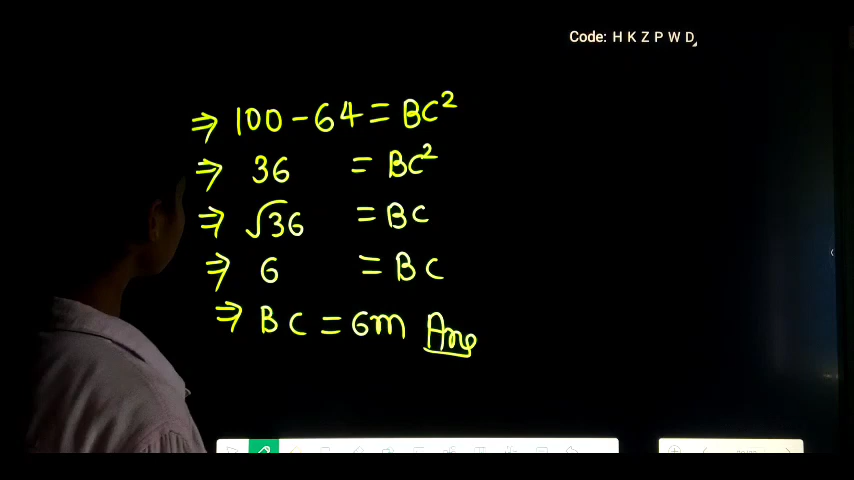 Code: H K Z P W D
⇒ 100 - 64 = BC²
⇒ 36 = BC²
⇒ √36 = BC
⇒ 6 = BC
⇒ BC = 6m Ans